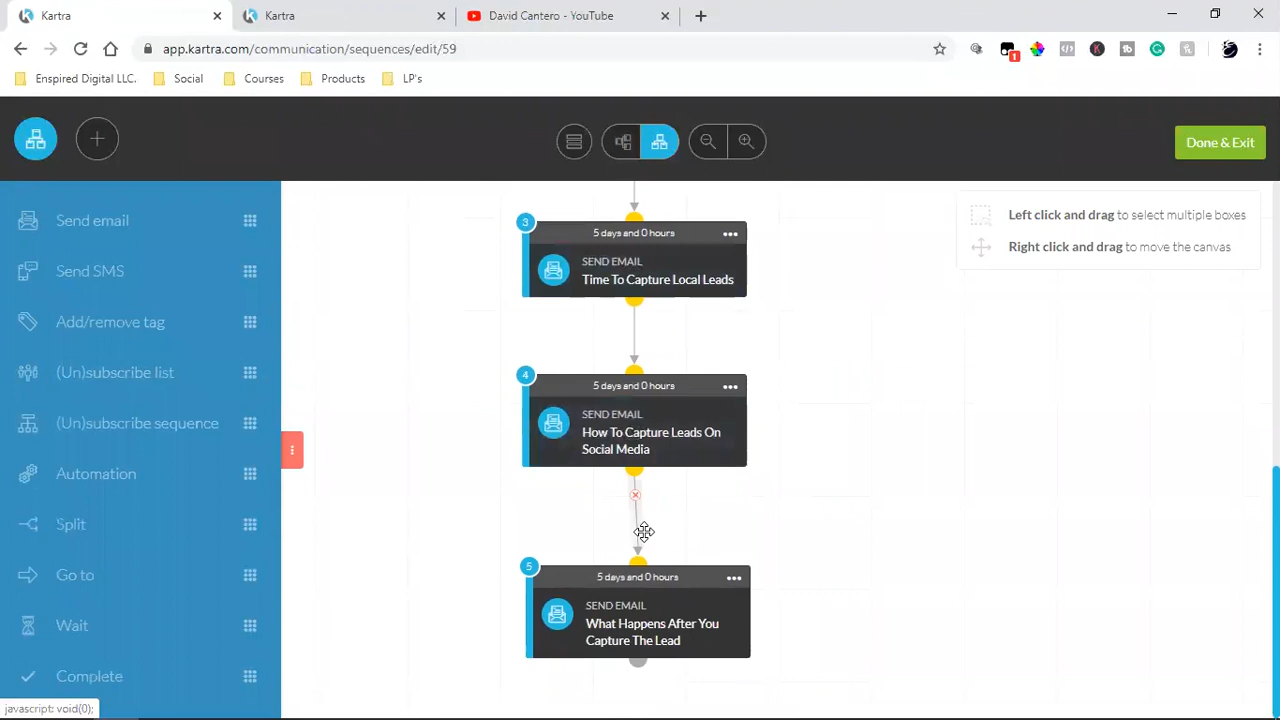 Kartra
Kartra
David Cantero - YouTube
app.kartra.com/communication/sequences/edit/59
1
Enspired Digital LLC.
Social
Courses
Products
LP's
Done & Exit
Send email
Send SMS
Add/remove tag
(Un)subscribe list
(Un)subscribe sequence
Automation
Split
Go to
Wait
Complete
Left click and drag to select multiple boxes
Right click and drag to move the canvas
3
5 days and 0 hours
SEND EMAIL
Time To Capture Local Leads
4
5 days and 0 hours
SEND EMAIL
How To Capture Leads On
Social Media
5
5 days and 0 hours
SEND EMAIL
What Happens After You
Capture The Lead
javascript: void(0);